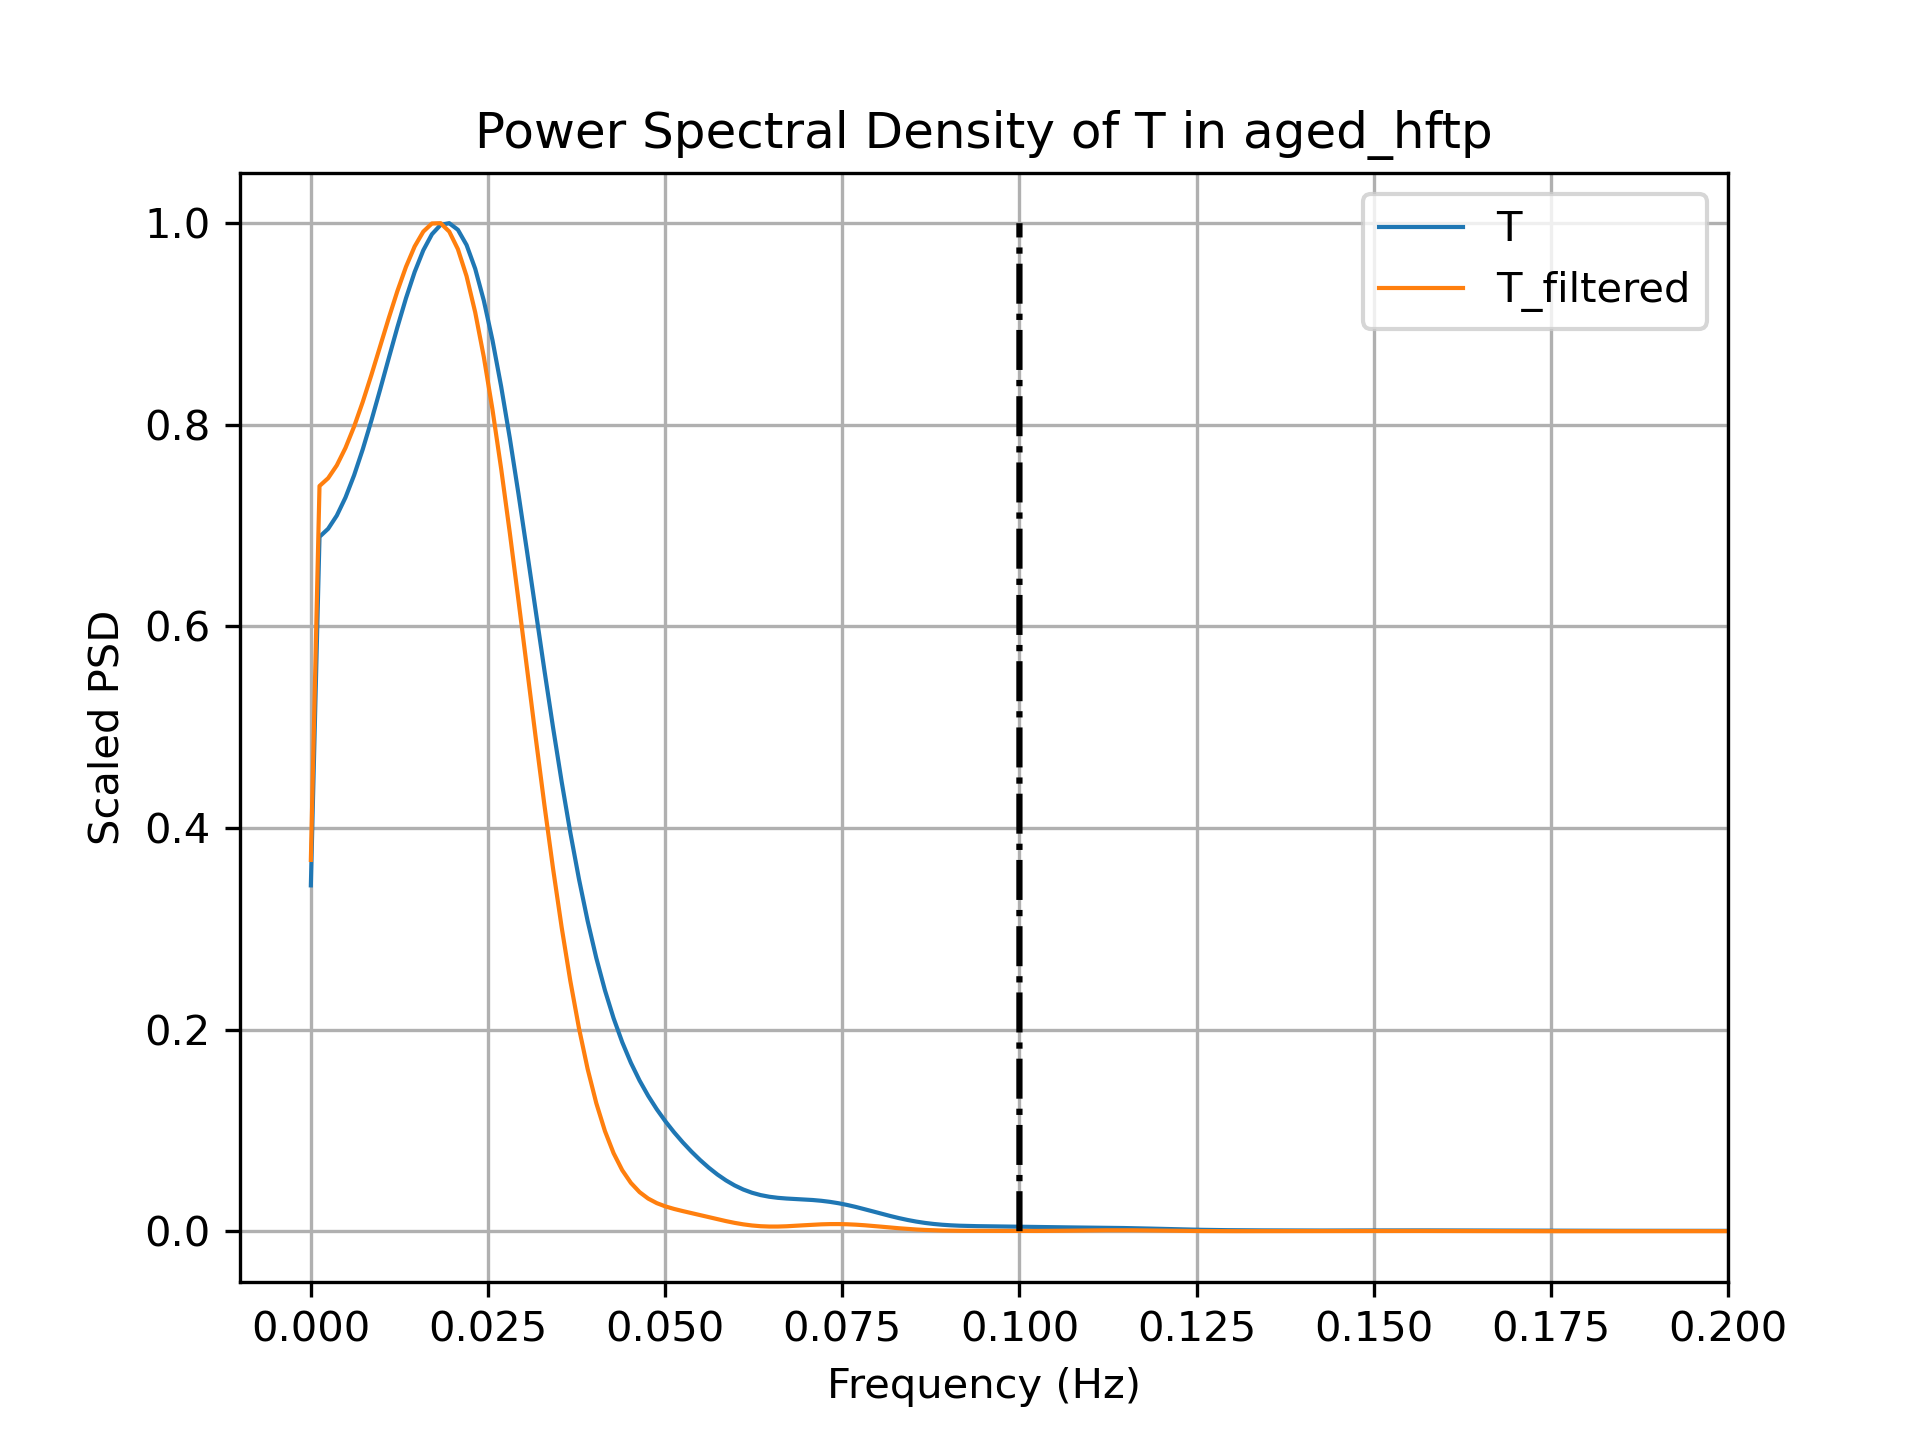 Power Spectral Density of T in aged_hftp
T
T_filtered
1.0
0.8
0.6
0.4
0.2
0.0
Scaled PSD
0.000 0.025 0.050 0.075 0.100 0.125 0.150 0.175 0.200
Frequency (Hz)